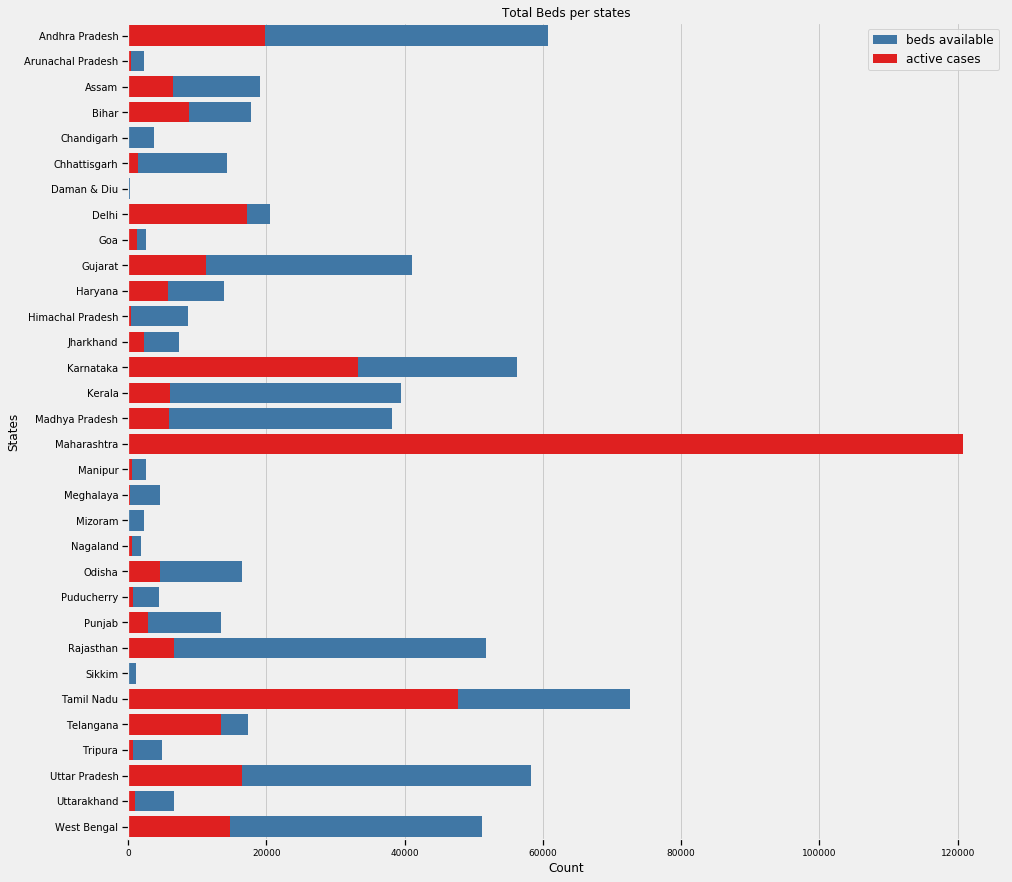 Total Beds per states
beds available
active cases
Andhra Pradesh
Arunachal Pradesh
Assam
Bihar
Chandigarh
Chhattisgarh
Daman & Diu
Delhi
Goa
Gujarat
Haryana
Himachal Pradesh
Jharkhand
Karnataka
Kerala
Madhya Pradesh
Maharashtra
Manipur
Meghalaya
Mizoram
Nagaland
Odisha
Puducherry
Punjab
Rajasthan
Sikkim
Tamil Nadu
Telangana
Tripura
Uttar Pradesh
Uttarakhand
West Bengal
States
0 20000 40000 60000 80000 100000 120000
Count